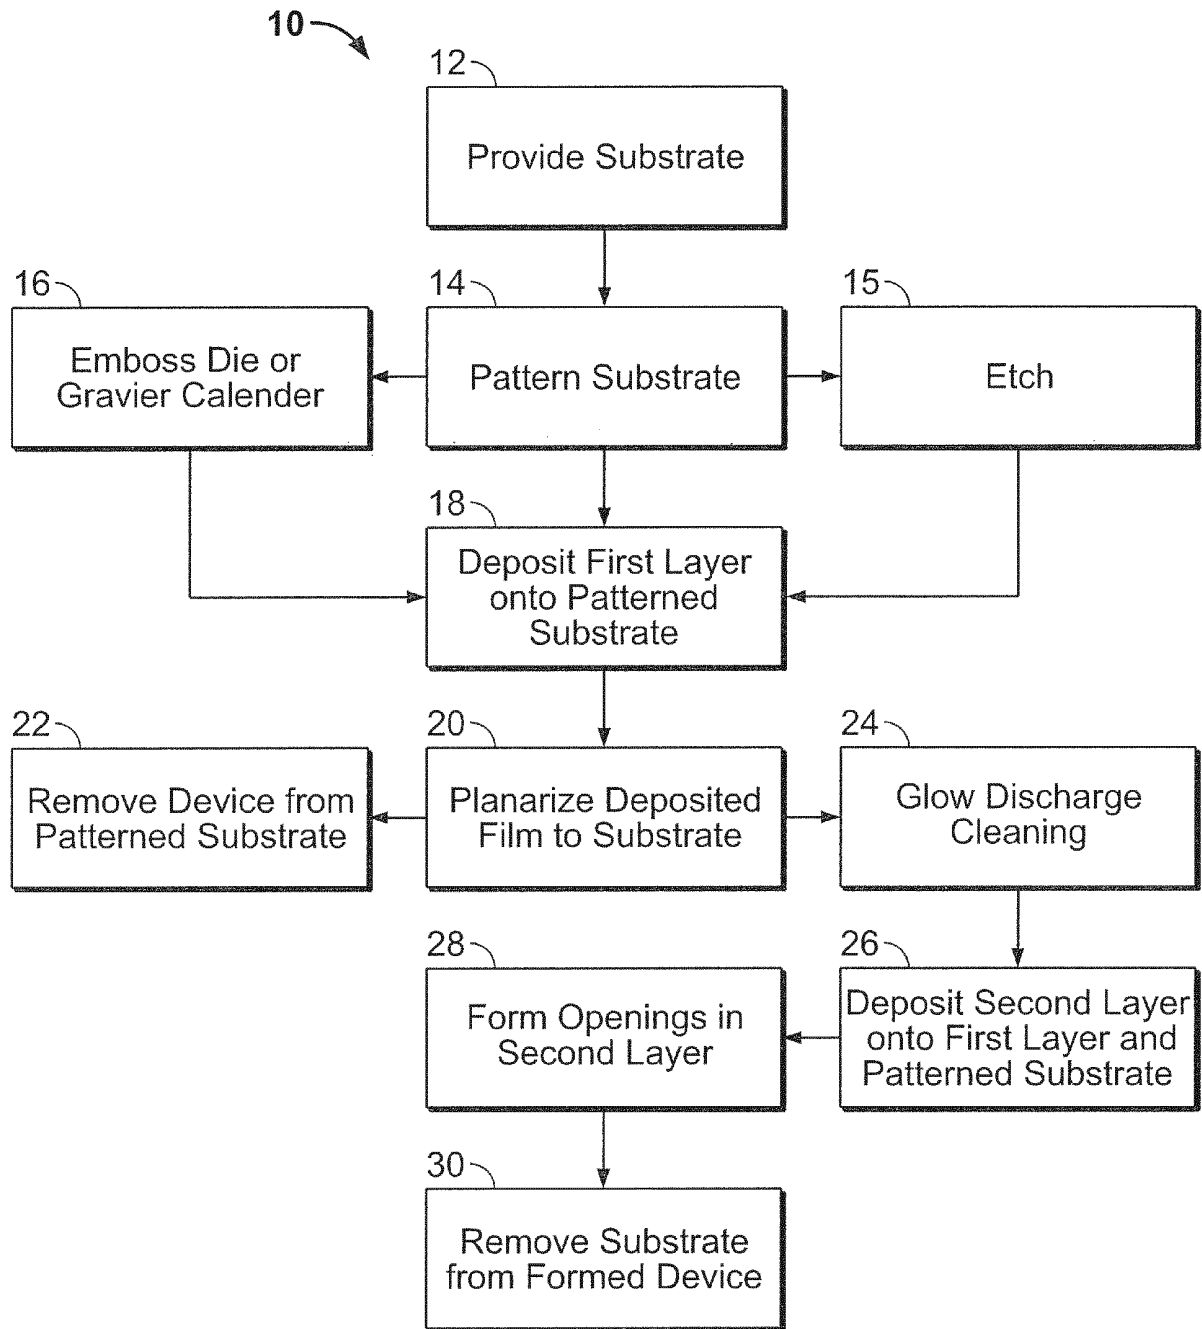 10
12
Provide Substrate
16
Emboss Die or
Gravier Calender
14
Pattern Substrate
15
Etch
18
Deposit First Layer
onto Patterned
Substrate
22
Remove Device from
Patterned Substrate
20
Planarize Deposited
Film to Substrate
24
Glow Discharge
Cleaning
28
Form Openings in
Second Layer
26
Deposit Second Layer
onto First Layer and
Patterned Substrate
30
Remove Substrate
from Formed Device